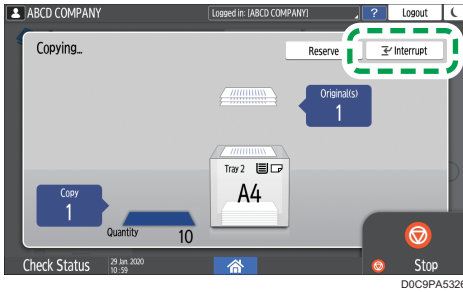 ABCD COMPANY
Logged in: [ABCD COMPANY]
?
Logout
Copying...
Reserve
Interrupt
Original(s)
1
Tray 2
A4
Copy
1
Quantity
10
Check Status
29 Jan. 2020
10 : 59
Stop
D0C9PA5326